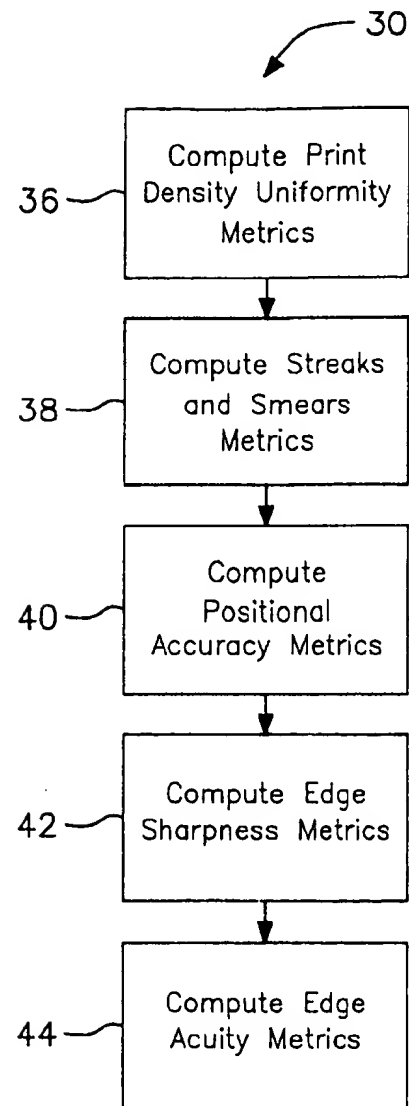 30
Compute Print
Density Uniformity
Metrics
36
Compute Streaks
and Smears
Metrics
38
Compute
Positional
Accuracy Metrics
40
Compute Edge
Sharpness Metrics
42
Compute Edge
Acuity Metrics
44